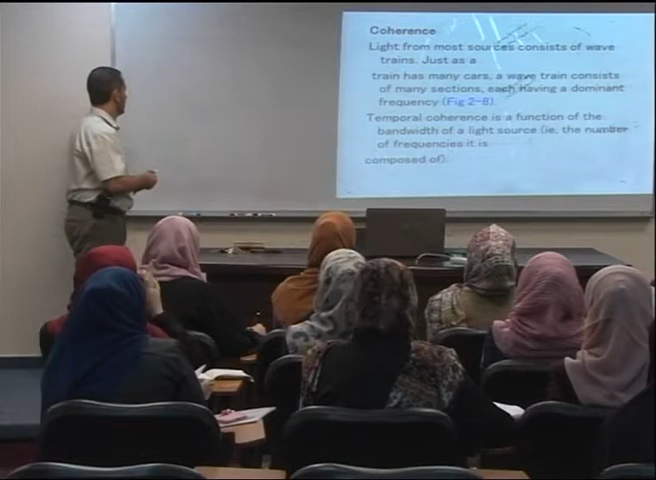 Coherence
Light from most sources consists of wave
trains. Just as a
train has many cars, a wave train consists
of many sections, each having a dominant
frequency (Fig 2-8).
Temporal coherence is a function of the
bandwidth of a light source (ie, the number
of frequencies it is
composed of).